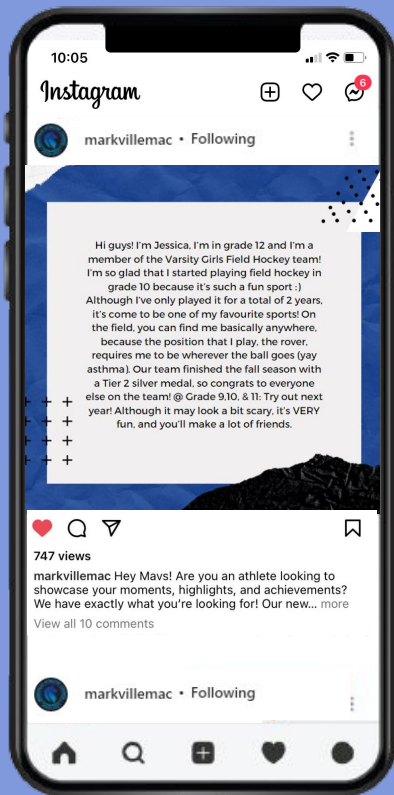 10:05
Instagram
6
markvillemac • Following
Hi guys! I'm Jessica, I'm in grade 12 and I'm a
member of the Varsity Girls Field Hockey team!
I'm so glad that I started playing field hockey in
grade 10 because it's such a fun sport :)
Although I've only played it for a total of 2 years,
it's come to be one of my favourite sports! On
the field, you can find me basically anywhere,
because the position that I play, the rover,
requires me to be wherever the ball goes (yay
asthma). Our team finished the fall season with
a Tier 2 silver medal, so congrats to everyone
else on the team! @ Grade 9,10, & 11: Try out next
year! Although it may look a bit scary, it's VERY
fun, and you'll make a lot of friends.
747 views
markvillemac Hey Mavs! Are you an athlete looking to
showcase your moments, highlights, and achievements?
We have exactly what you're looking for! Our new... more
View all 10 comments
markvillemac • Following